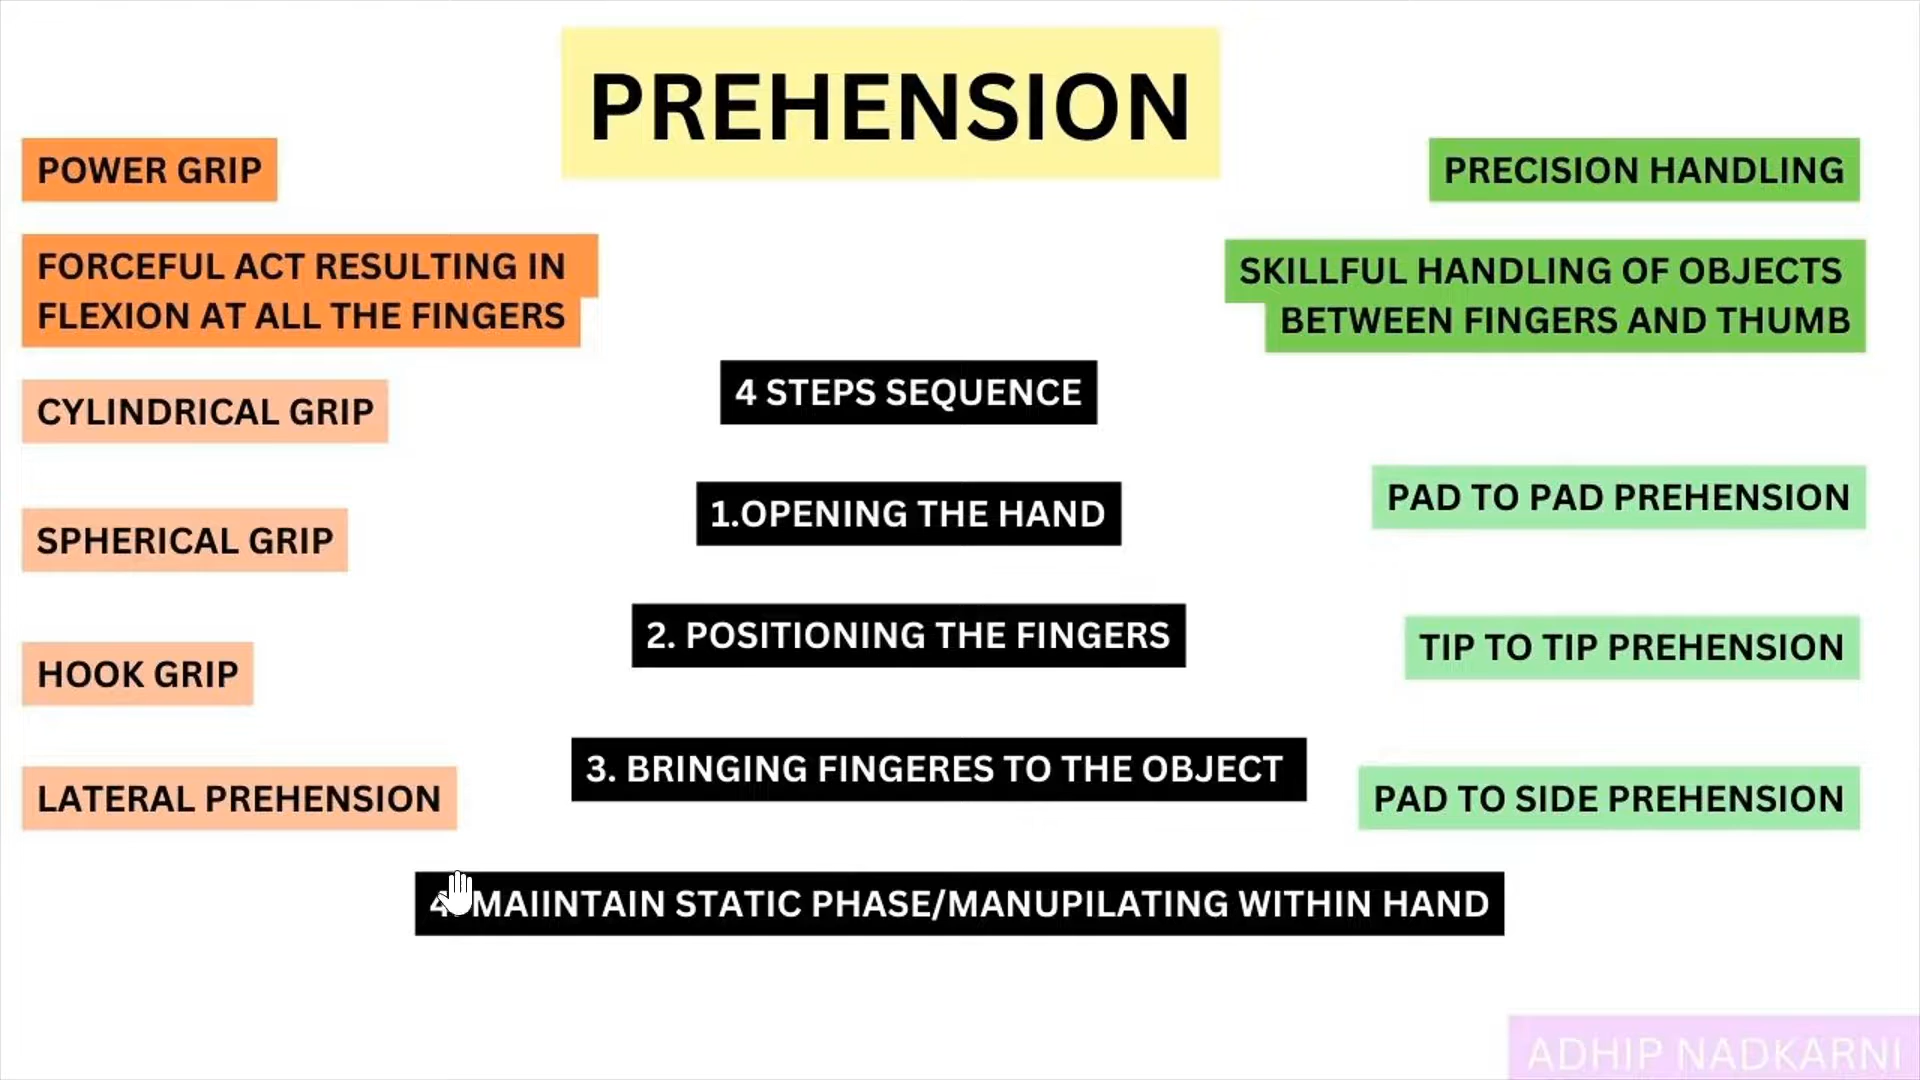 PREHENSION
POWER GRIP
FORCEFUL ACT RESULTING IN
FLEXION AT ALL THE FINGERS
CYLINDRICAL GRIP
SPHERICAL GRIP
HOOK GRIP
LATERAL PREHENSION
4 STEPS SEQUENCE
1.OPENING THE HAND
2. POSITIONING THE FINGERS
3. BRINGING FINGERES TO THE OBJECT
4. MAIINTAIN STATIC PHASE/MANUPILATING WITHIN HAND
PRECISION HANDLING
SKILLFUL HANDLING OF OBJECTS
BETWEEN FINGERS AND THUMB
PAD TO PAD PREHENSION
TIP TO TIP PREHENSION
PAD TO SIDE PREHENSION
ADHIP NADKARNI